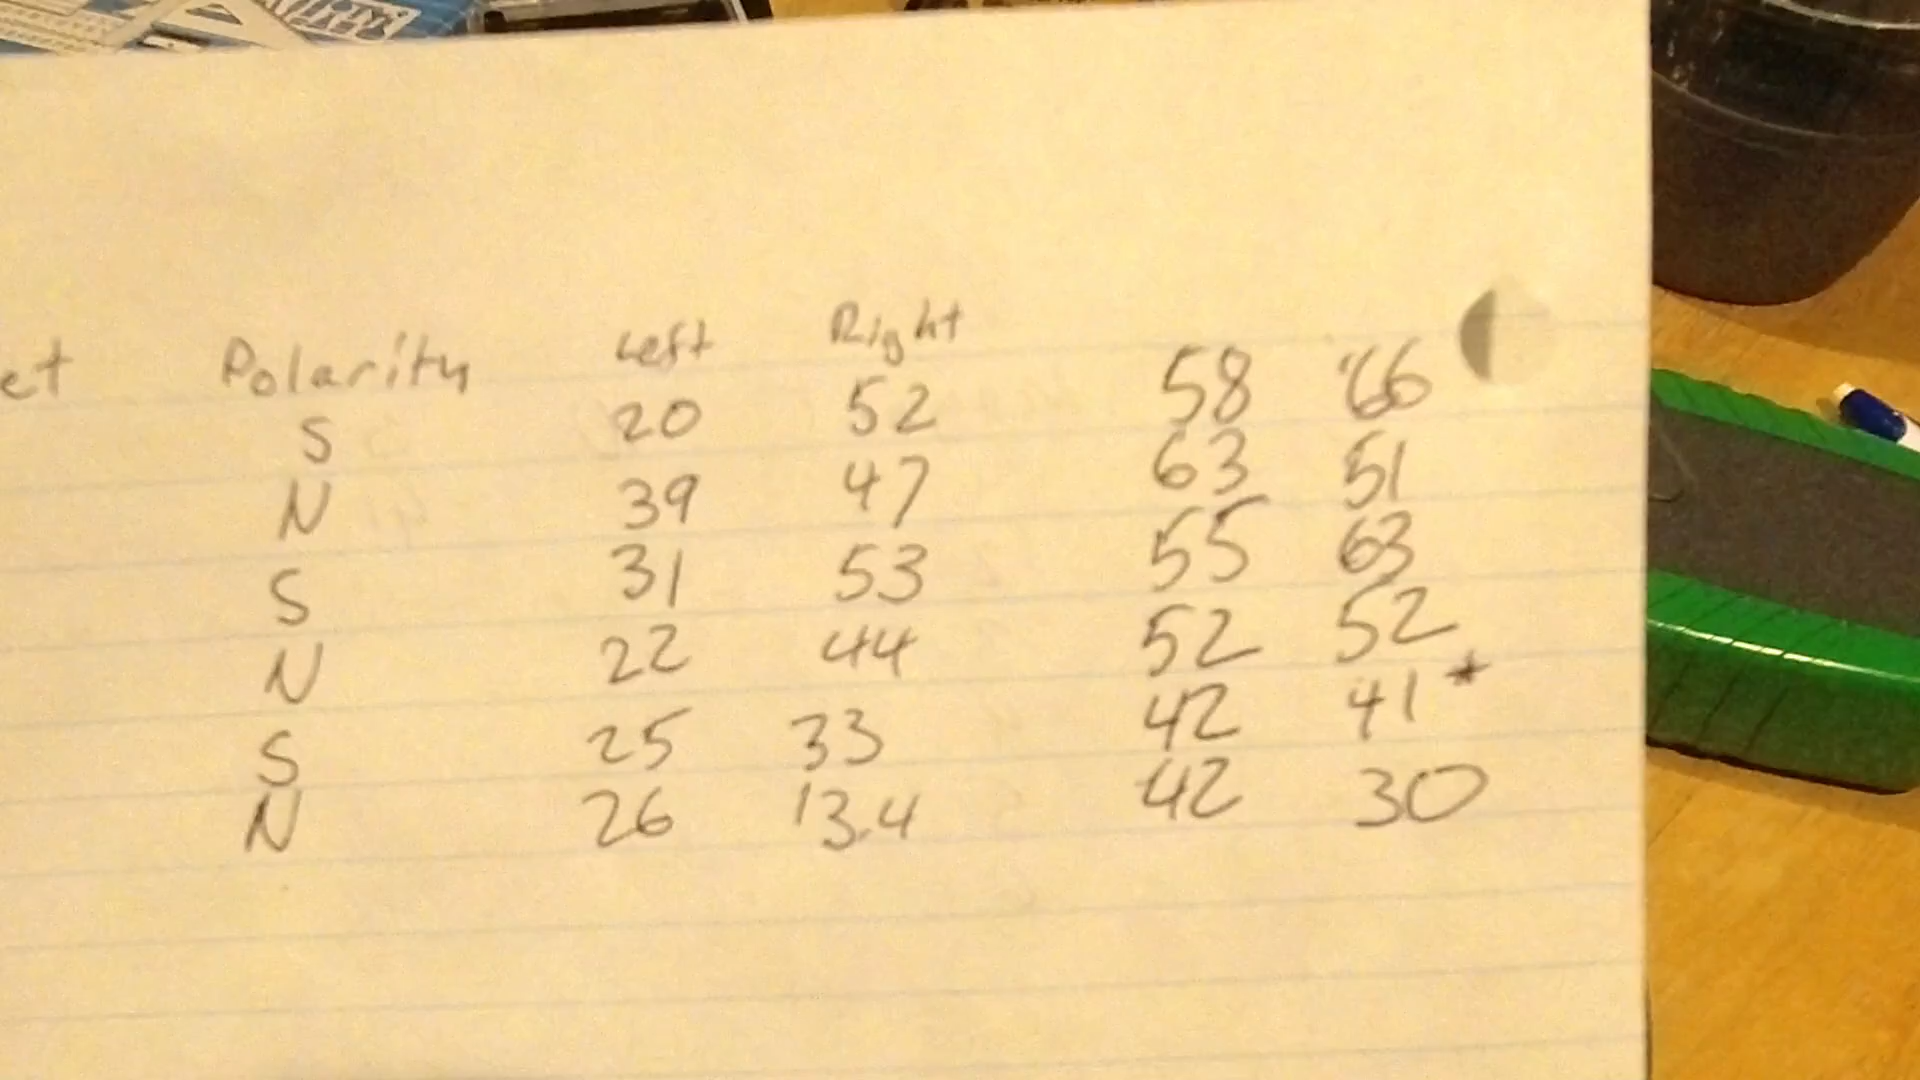 et Polarity Left Right
S 20 52 58 66
N 39 47 63 51
S 31 53 55 63
N 22 44 52 52
S 25 33 42 41*
N 26 13.4 42 30